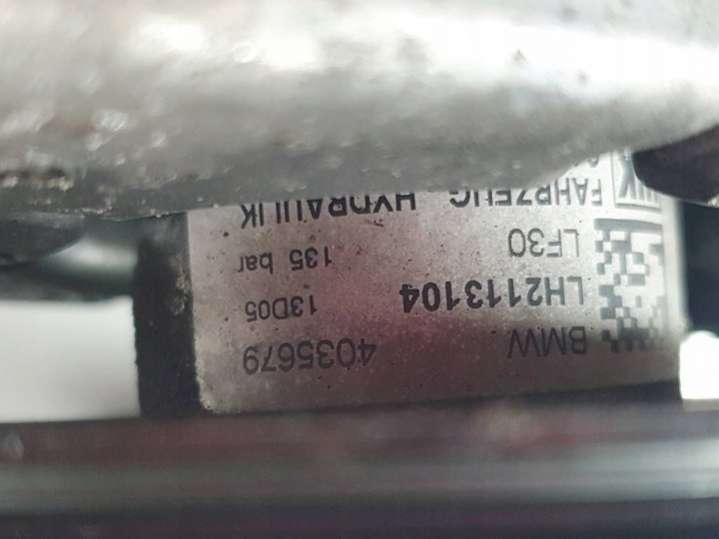 BMW 4035679
LH2113104 13D05
LF30 135 bar
FAHRZEUG HYDRAULIK